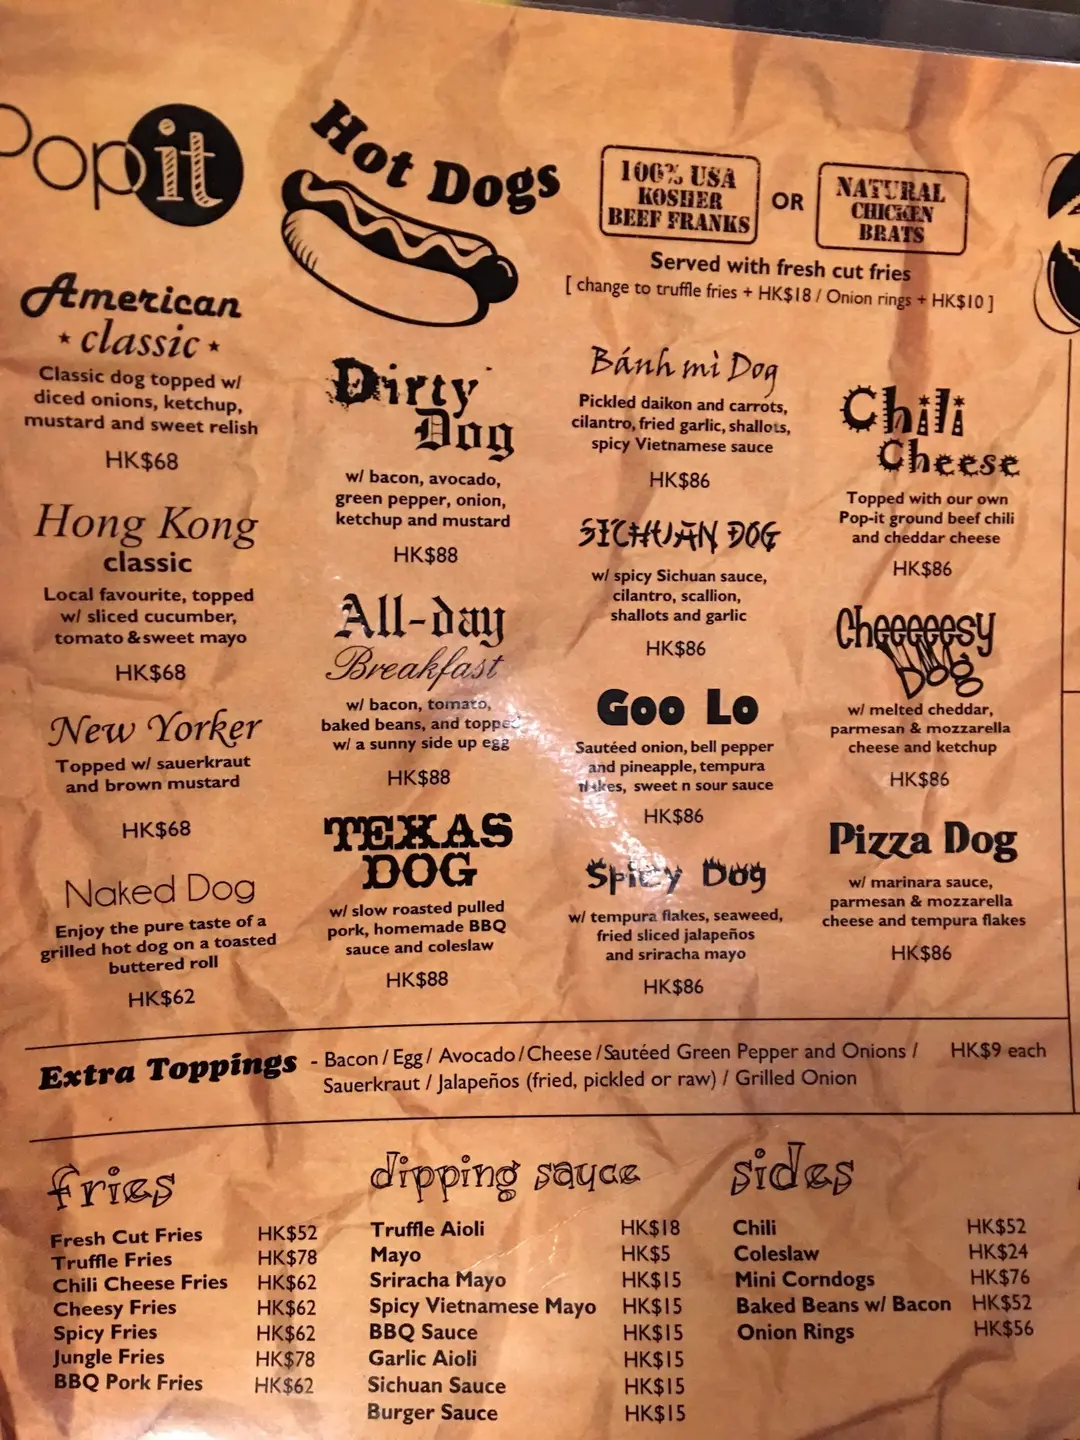 Popit
Hot Dogs
100% USA
KOSHER
BEEF FRANKS
OR
NATURAL
CHICKEN
BRATS
Served with fresh cut fries
[ change to truffle fries + HK$18 / Onion rings + HK$10 ]
American
classic
Classic dog topped w/
diced onions, ketchup,
mustard and sweet relish
HK$68
Hong Kong
classic
Local favourite, topped
w/ sliced cucumber,
tomato & sweet mayo
HK$68
New Yorker
Topped w/ sauerkraut
and brown mustard
HK$68
Naked Dog
Enjoy the pure taste of a
grilled hot dog on a toasted
buttered roll
HK$62
Dirty
Dog
w/ bacon, avocado,
green pepper, onion,
ketchup and mustard
HK$88
All-day
Breakfast
w/ bacon, tomato,
baked beans, and topped
w/ a sunny side up egg
HK$88
TEXAS
DOG
w/ slow roasted pulled
pork, homemade BBQ
sauce and coleslaw
HK$88
Bánh mì Dog
Pickled daikon and carrots,
cilantro, fried garlic, shallots,
spicy Vietnamese sauce
HK$86
SICHUAN DOG
w/ spicy Sichuan sauce,
cilantro, scallion,
shallots and garlic
HK$86
Goo Lo
Sautéed onion, bell pepper
and pineapple, tempura
flakes, sweet n sour sauce
HK$86
Spicy Dog
w/ tempura flakes, seaweed,
fried sliced jalapeños
and sriracha mayo
HK$86
Chili
Cheese
Topped with our own
Pop-it ground beef chili
and cheddar cheese
HK$86
Cheeeeesy
Dog
w/ melted cheddar,
parmesan & mozzarella
cheese and ketchup
HK$86
Pizza Dog
w/ marinara sauce,
parmesan & mozzarella
cheese and tempura flakes
HK$86
Extra Toppings - Bacon / Egg / Avocado / Cheese / Sautéed Green Pepper and Onions / HK$9 each
Sauerkraut / Jalapeños (fried, pickled or raw) / Grilled Onion
fries
Fresh Cut Fries HK$52
Truffle Fries HK$78
Chili Cheese Fries HK$62
Cheesy Fries HK$62
Spicy Fries HK$62
Jungle Fries HK$78
BBQ Pork Fries HK$62
dipping sauce
Truffle Aioli HK$18
Mayo HK$5
Sriracha Mayo HK$15
Spicy Vietnamese Mayo HK$15
BBQ Sauce HK$15
Garlic Aioli HK$15
Sichuan Sauce HK$15
Burger Sauce HK$15
sides
Chili HK$52
Coleslaw HK$24
Mini Corndogs HK$76
Baked Beans w/ Bacon HK$52
Onion Rings HK$56